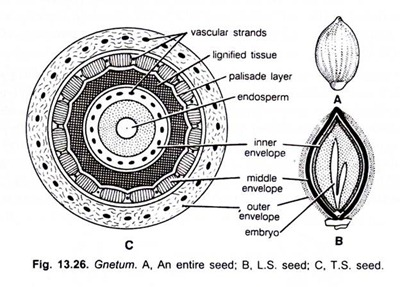 vascular strands
lignified tissue
palisade layer
endosperm
A
inner
envelope
middle
envelope
outer
envelope
embryo
C
B
Fig. 13.26. Gnetum. A, An entire seed; B, L.S. seed; C, T.S. seed.